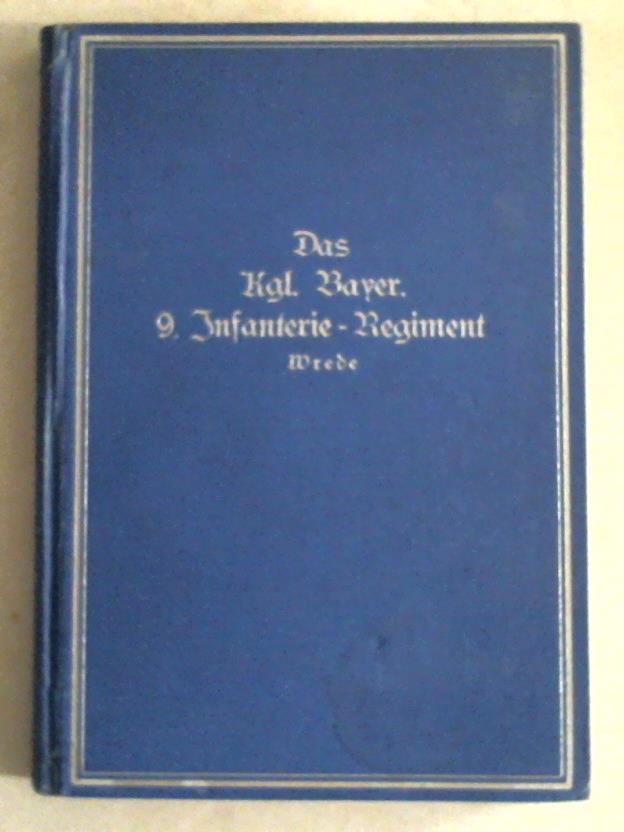 Das
Kgl. Bayer.
9. Infanterie-Regiment
Wrede